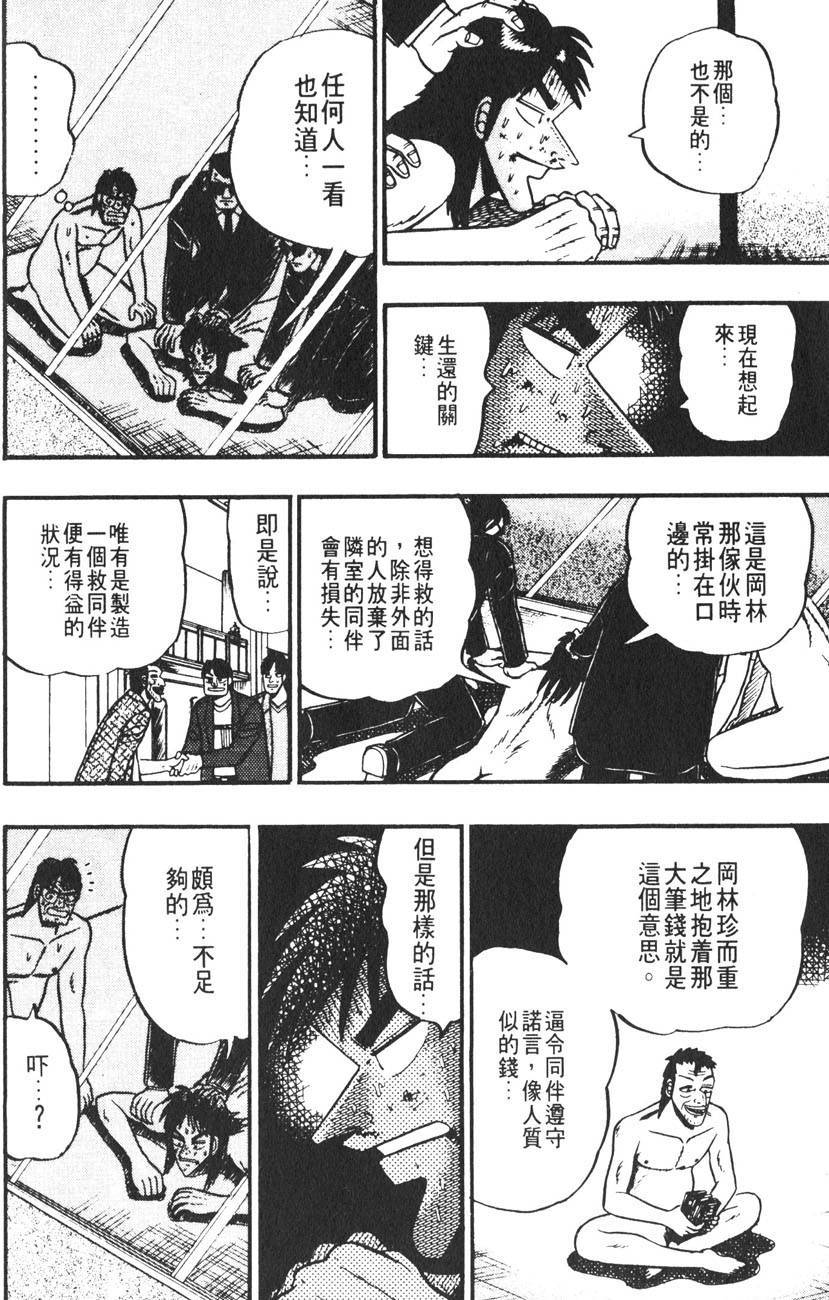 那個…
也不是的…
任何人一看
也知道…
………
現在想起
來…
生還的關
鍵…
這是岡林
那傢伙時
常掛在口
邊的…
想得救的話
，除非外面
的人放棄了
隣室的同伴
會有損失…
即是說…
唯有是製造
一個救同伴
便有得益的
狀況…
岡林珍而重
之地抱着那
大筆錢就是
這個意思。
逼令同伴遵守
諾言，像人質
似的錢…
但是那樣的話…
頗爲…不足
夠的…
吓…？